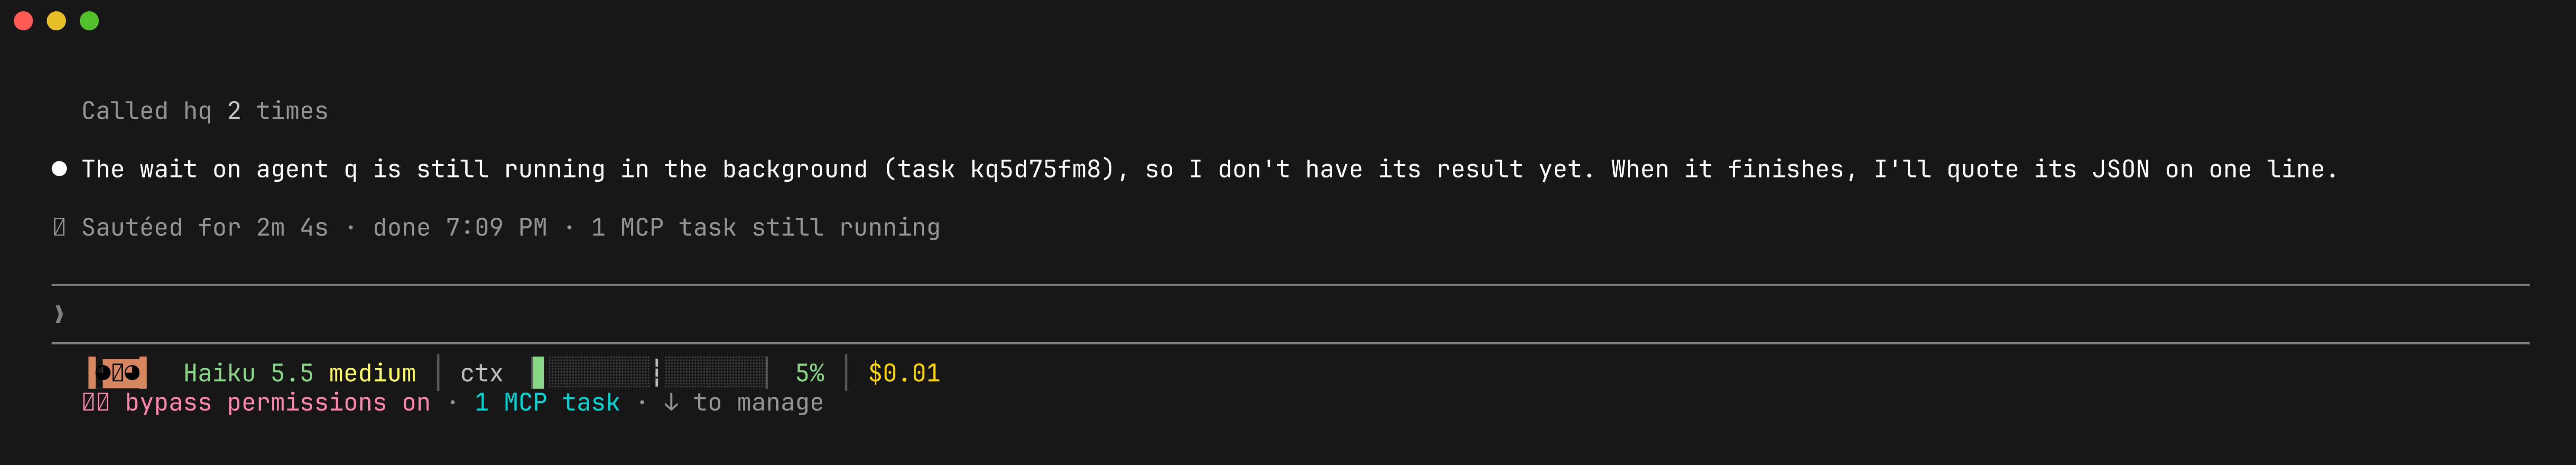 Called hq 2 times
● The wait on agent q is still running in the background (task kq5d75fm8), so I don't have its result yet. When it finishes, I'll quote its JSON on one line.
Sautéed for 2m 4s · done 7:09 PM · 1 MCP task still running
❯
Haiku 5.5 medium │ ctx 5% │ $0.01
bypass permissions on · 1 MCP task · ↓ to manage